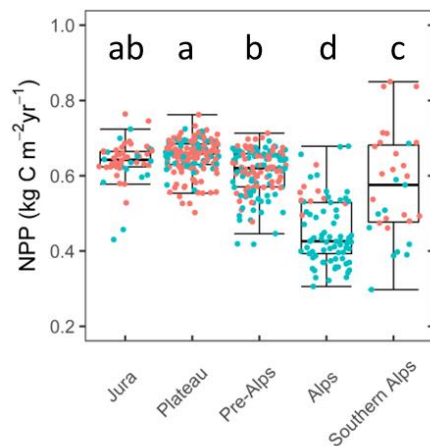 ab a b d c
NPP (kg C m⁻²yr⁻¹)
1.0
0.8
0.6
0.4
0.2
Jura
Plateau
Pre-Alps
Alps
Southern Alps